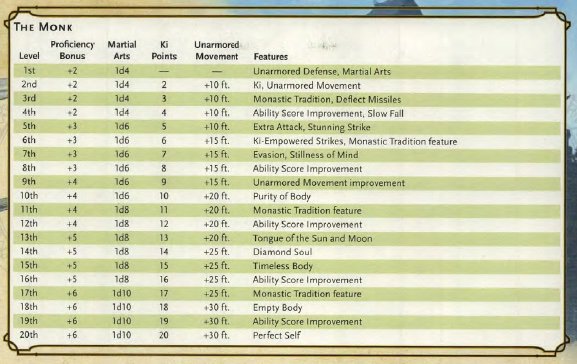 THE MONK
Proficiency Martial Ki Unarmored
Level Bonus Arts Points Movement Features
1st +2 1d4 — — Unarmored Defense, Martial Arts
2nd +2 1d4 2 +10 ft. Ki, Unarmored Movement
3rd +2 1d4 3 +10 ft. Monastic Tradition, Deflect Missiles
4th +2 1d4 4 +10 ft. Ability Score Improvement, Slow Fall
5th +3 1d6 5 +10 ft. Extra Attack, Stunning Strike
6th +3 1d6 6 +15 ft. Ki-Empowered Strikes, Monastic Tradition feature
7th +3 1d6 7 +15 ft. Evasion, Stillness of Mind
8th +3 1d6 8 +15 ft. Ability Score Improvement
9th +4 1d6 9 +15 ft. Unarmored Movement improvement
10th +4 1d6 10 +20 ft. Purity of Body
11th +4 1d8 11 +20 ft. Monastic Tradition feature
12th +4 1d8 12 +20 ft. Ability Score Improvement
13th +5 1d8 13 +20 ft. Tongue of the Sun and Moon
14th +5 1d8 14 +25 ft. Diamond Soul
15th +5 1d8 15 +25 ft. Timeless Body
16th +5 1d8 16 +25 ft. Ability Score Improvement
17th +6 1d10 17 +25 ft. Monastic Tradition feature
18th +6 1d10 18 +30 ft. Empty Body
19th +6 1d10 19 +30 ft. Ability Score Improvement
20th +6 1d10 20 +30 ft. Perfect Self